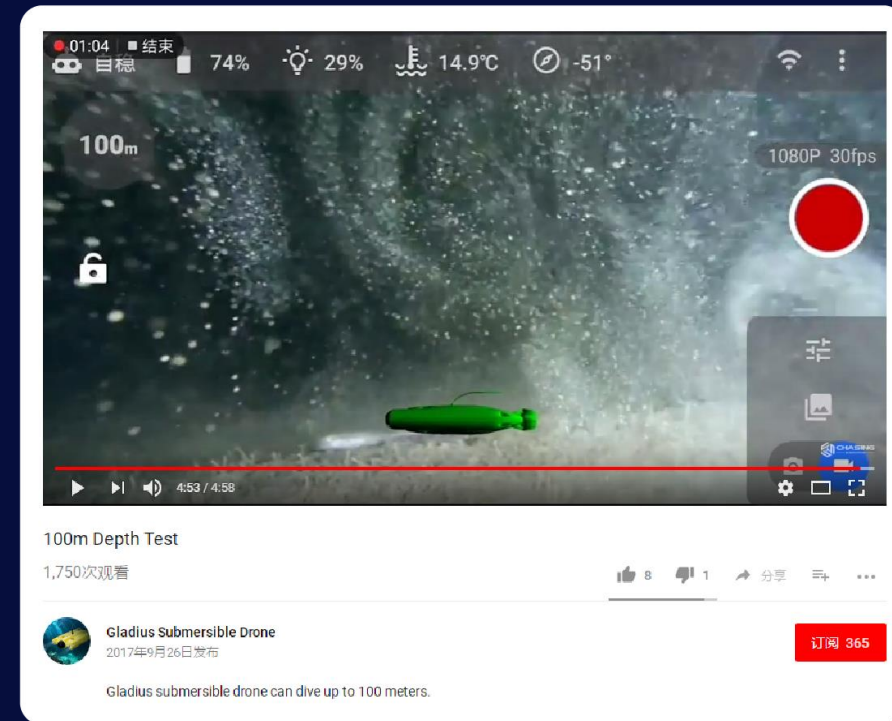 01:04 结束
自稳 74% 29% 14.9℃ -51°
100m
1080P 30fps
CHASING
4:53 / 4:58
100m Depth Test
1,750次观看
8 1 分享
Gladius Submersible Drone
2017年9月26日发布
订阅 365
Gladius submersible drone can dive up to 100 meters.